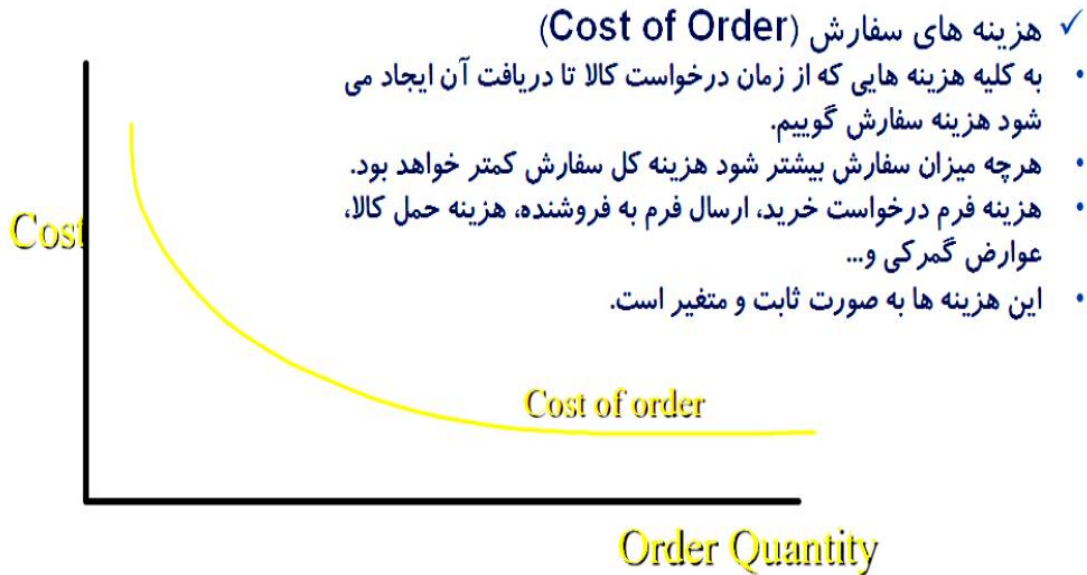 ✓ هزینه های سفارش (Cost of Order)
• به کلیه هزینه هایی که از زمان درخواست کالا تا دریافت آن ایجاد می
شود هزینه سفارش گوییم.
• هرچه میزان سفارش بیشتر شود هزینه کل سفارش کمتر خواهد بود.
• هزینه فرم درخواست خرید، ارسال فرم به فروشنده، هزینه حمل کالا،
عوارض گمرکی و...
• این هزینه ها به صورت ثابت و متغیر است.
Cost
Cost of order
Order Quantity